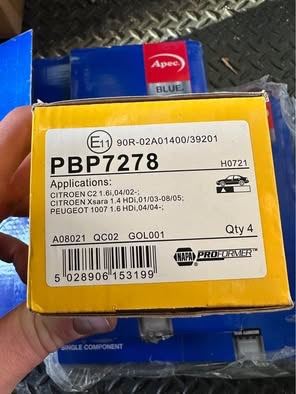 Apec
BLUE
E11 90R-02A01400/39201
PBP7278
H0721
Applications:
CITROEN C2 1.6i,04/02-;
CITROEN Xsara 1.4 HDi,01/03-08/05;
PEUGEOT 1007 1.6 HDi,04/04-;
A08021 QC02 GOL001
Qty 4
5 028906 153199
NAPA PROFORMER
SINGLE COMPONENT